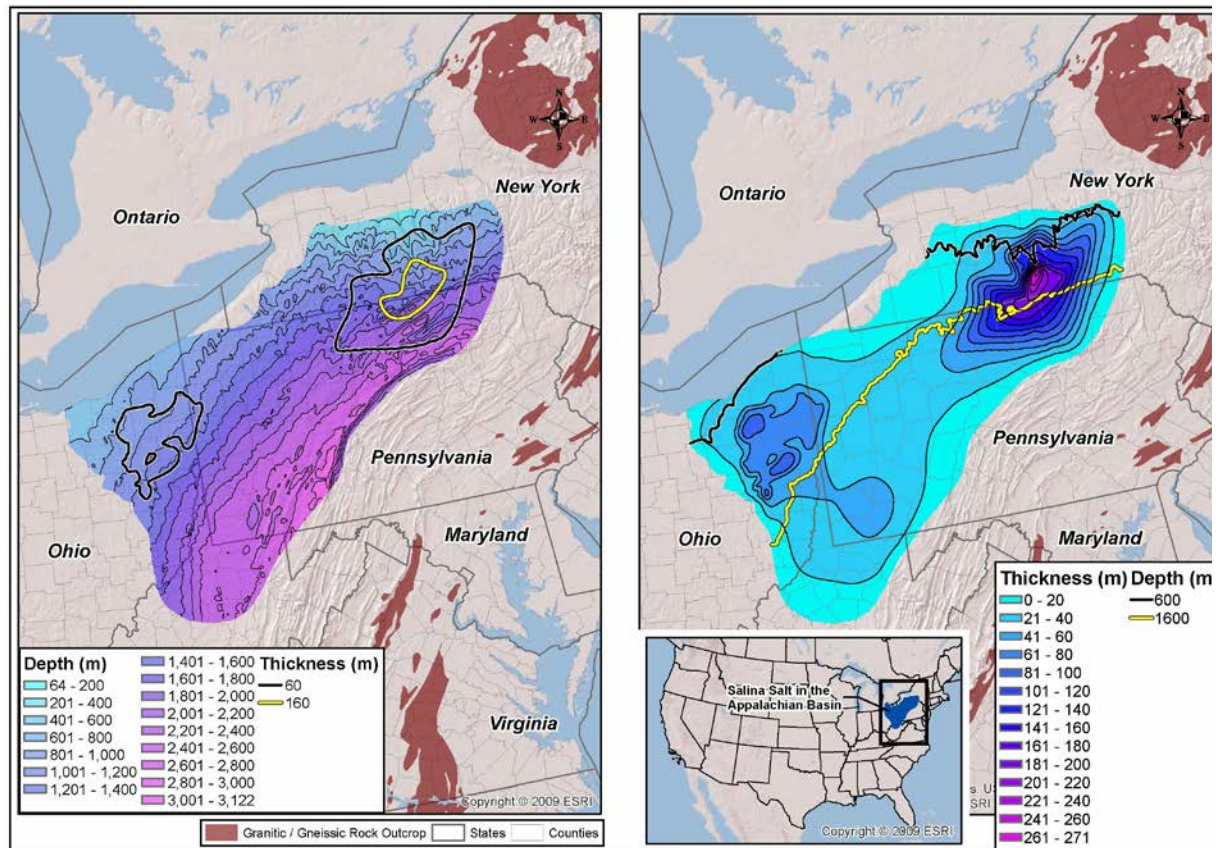 N
W E
S
New York
Ontario
Pennsylvania
Maryland
Ohio
Virginia
Depth (m)
64 - 200
201 - 400
401 - 600
601 - 800
801 - 1,000
1,001 - 1,200
1,201 - 1,400
1,401 - 1,600
1,601 - 1,800
1,801 - 2,000
2,001 - 2,200
2,201 - 2,400
2,401 - 2,600
2,601 - 2,800
2,801 - 3,000
3,001 - 3,122
Thickness (m)
60
160
Copyright © 2009 ESRI
Granitic / Gneissic Rock Outcrop States Counties
N
W E
S
New York
Ontario
Pennsylvania
Maryland
Ohio
Thickness (m)
0 - 20
21 - 40
41 - 60
61 - 80
81 - 100
101 - 120
121 - 140
141 - 160
161 - 180
181 - 200
201 - 220
221 - 240
241 - 260
261 - 271
Depth (m)
600
1600
Salina Salt in the
Appalachian Basin
Copyright © 2009 ESRI
s. US
SRI